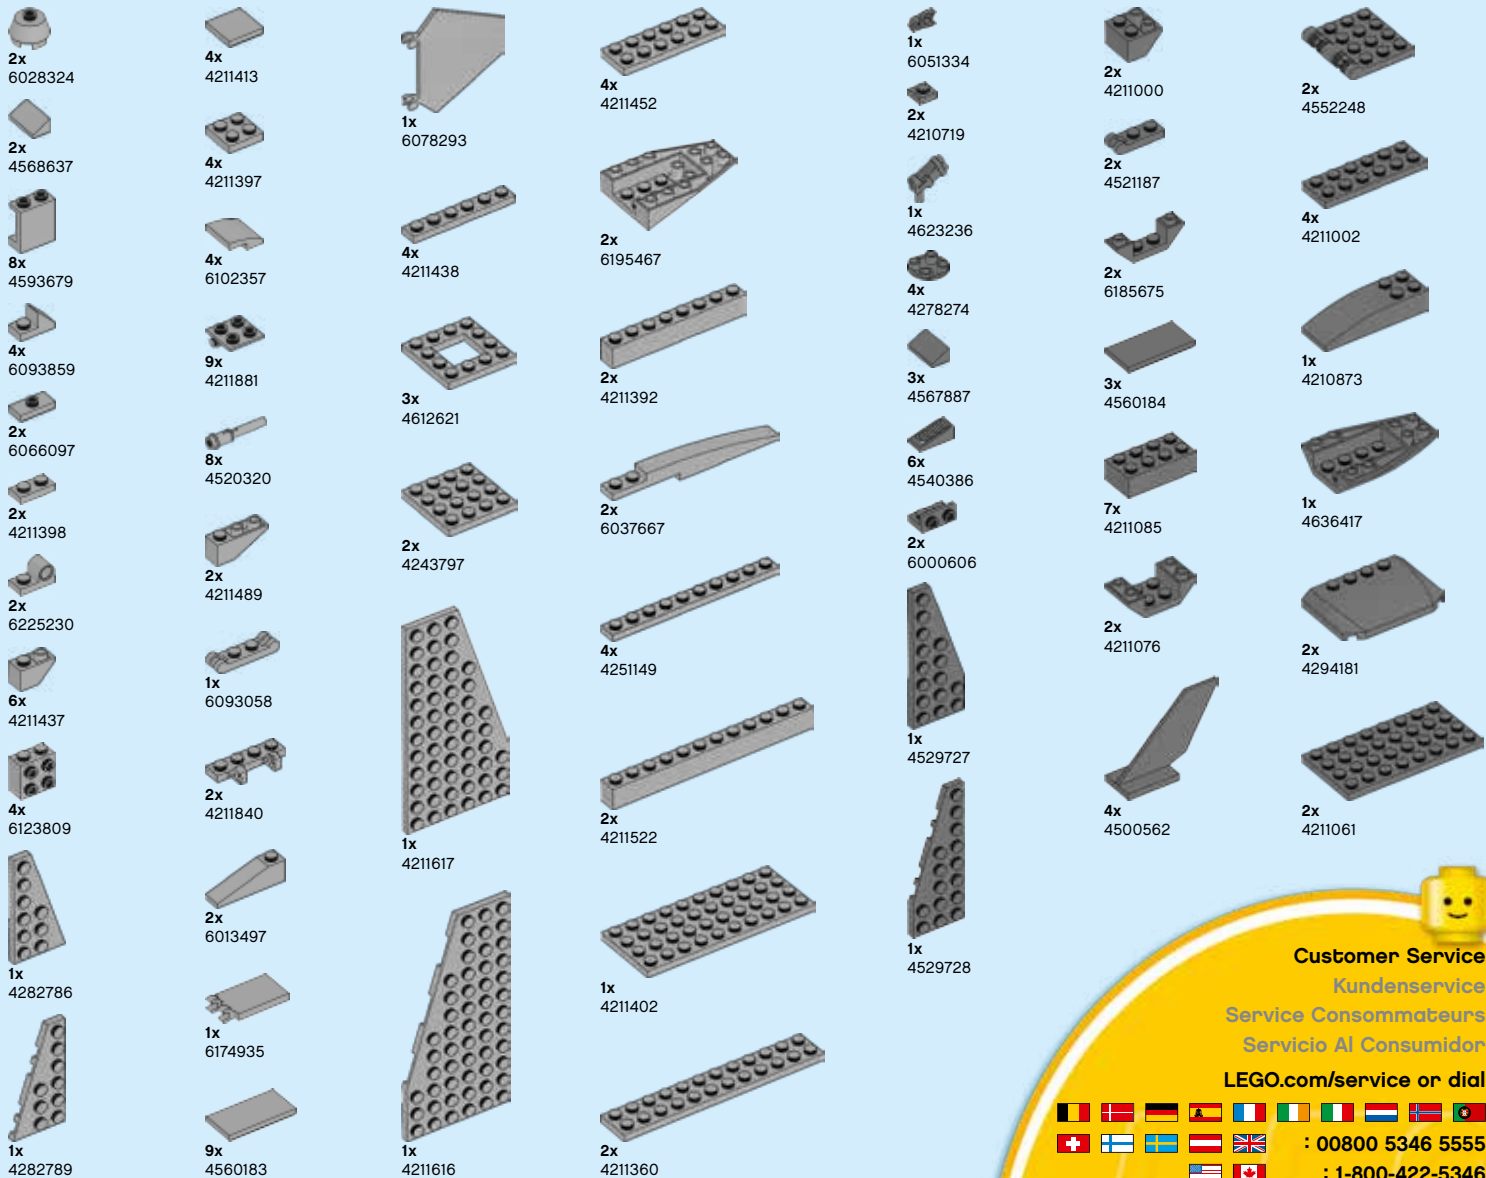 2x
6028324
2x
4568637
8x
4593679
4x
6093859
2x
6066097
2x
4211398
2x
6225230
6x
4211437
4x
6123809
1x
4282786
1x
4282789
4x
4211413
4x
4211397
4x
6102357
9x
4211881
8x
4520320
2x
4211489
1x
6093058
2x
4211840
2x
6013497
1x
6174935
9x
4560183
1x
6078293
4x
4211438
3x
4612621
2x
4243797
1x
4211617
1x
4211616
4x
4211452
2x
6195467
2x
4211392
2x
6037667
4x
4251149
2x
4211522
1x
4211402
2x
4211360
1x
6051334
2x
4210719
1x
4623236
4x
4278274
3x
4567887
6x
4540386
2x
6000606
1x
4529727
1x
4529728
2x
4211000
2x
4521187
2x
6185675
3x
4560184
7x
4211085
2x
4211076
4x
4500562
2x
4552248
4x
4211002
1x
4210873
1x
4636417
2x
4294181
2x
4211061
Customer Service
Kundenservice
Service Consommateurs
Servicio Al Consumidor
LEGO.com/service or dial
: 00800 5346 5555
: 1-800-422-5346